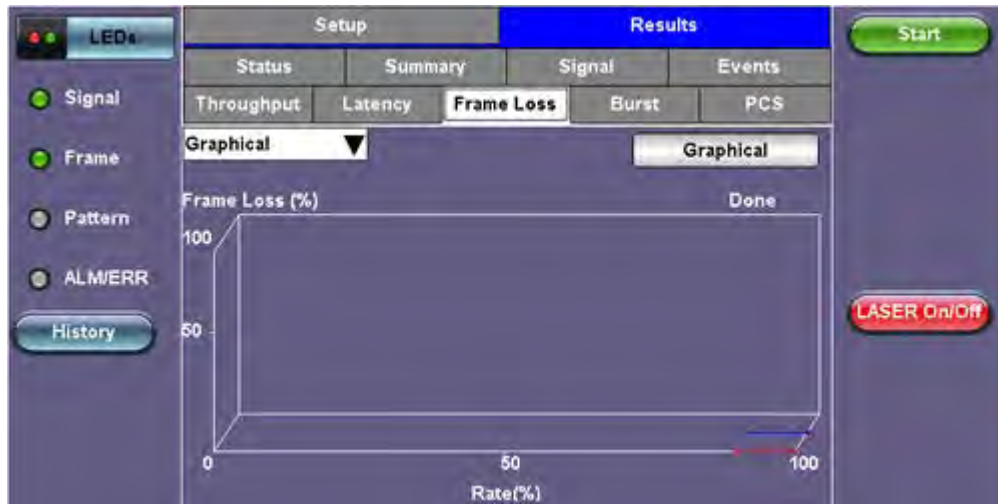 LEDs
Setup
Results
Start
Status
Summary
Signal
Events
Signal
Throughput
Latency
Frame Loss
Burst
PCS
Frame
Graphical
Graphical
Frame Loss (%)
Done
Pattern
100
ALM/ERR
LASER On/Off
History
50
0
50
100
Rate(%)